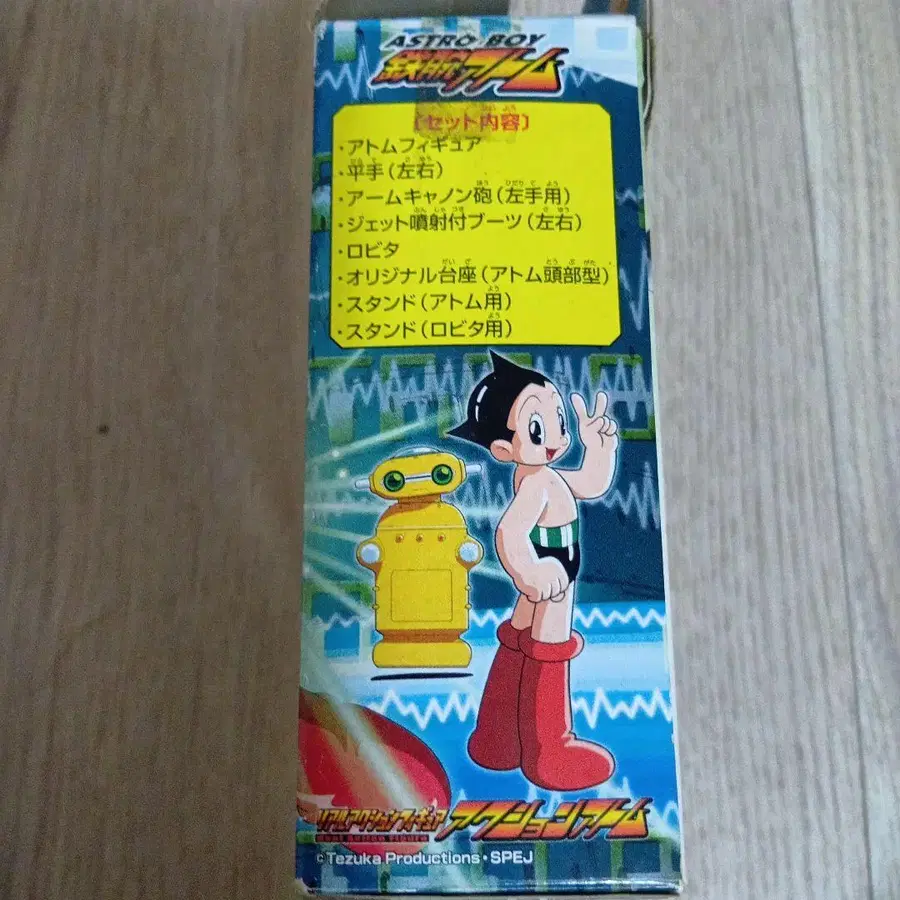 ASTRO BOY
鉄腕アトム
〔セット内容〕
・アトムフィギュア
・平手(左右)
・アームキャノン砲(左手用)
・ジェット噴射付ブーツ(左右)
・ロビタ
・オリジナル台座(アトム頭部型)
・スタンド(アトム用)
・スタンド(ロビタ用)
リアルアクションフィギュア アクションアトム
Real Action Figure
©Tezuka Productions・SPEJ